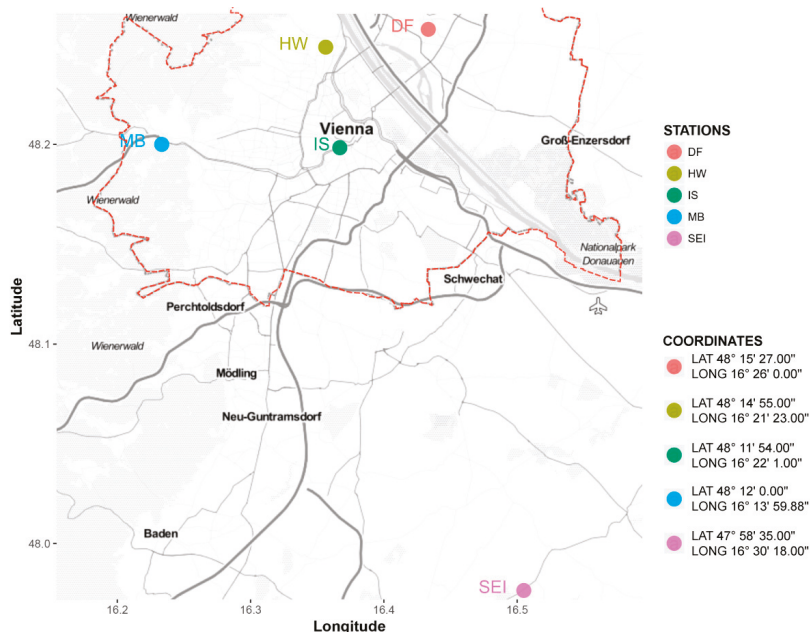 Wienerwald
DF
HW
Vienna
IS
MB
Groß-Enzersdorf
48.2
Wienerwald
Nationalpark
Donauauen
Schwechat
Perchtoldsdorf
48.1
Wienerwald
Mödling
Neu-Guntramsdorf
Baden
48.0
SEI
16.2
16.3
16.4
16.5
Latitude
Longitude
STATIONS
DF
HW
IS
MB
SEI
COORDINATES
LAT 48° 15' 27.00"
LONG 16° 26' 0.00"
LAT 48° 14' 55.00"
LONG 16° 21' 23.00"
LAT 48° 11' 54.00"
LONG 16° 22' 1.00"
LAT 48° 12' 0.00"
LONG 16° 13' 59.88"
LAT 47° 58' 35.00"
LONG 16° 30' 18.00"